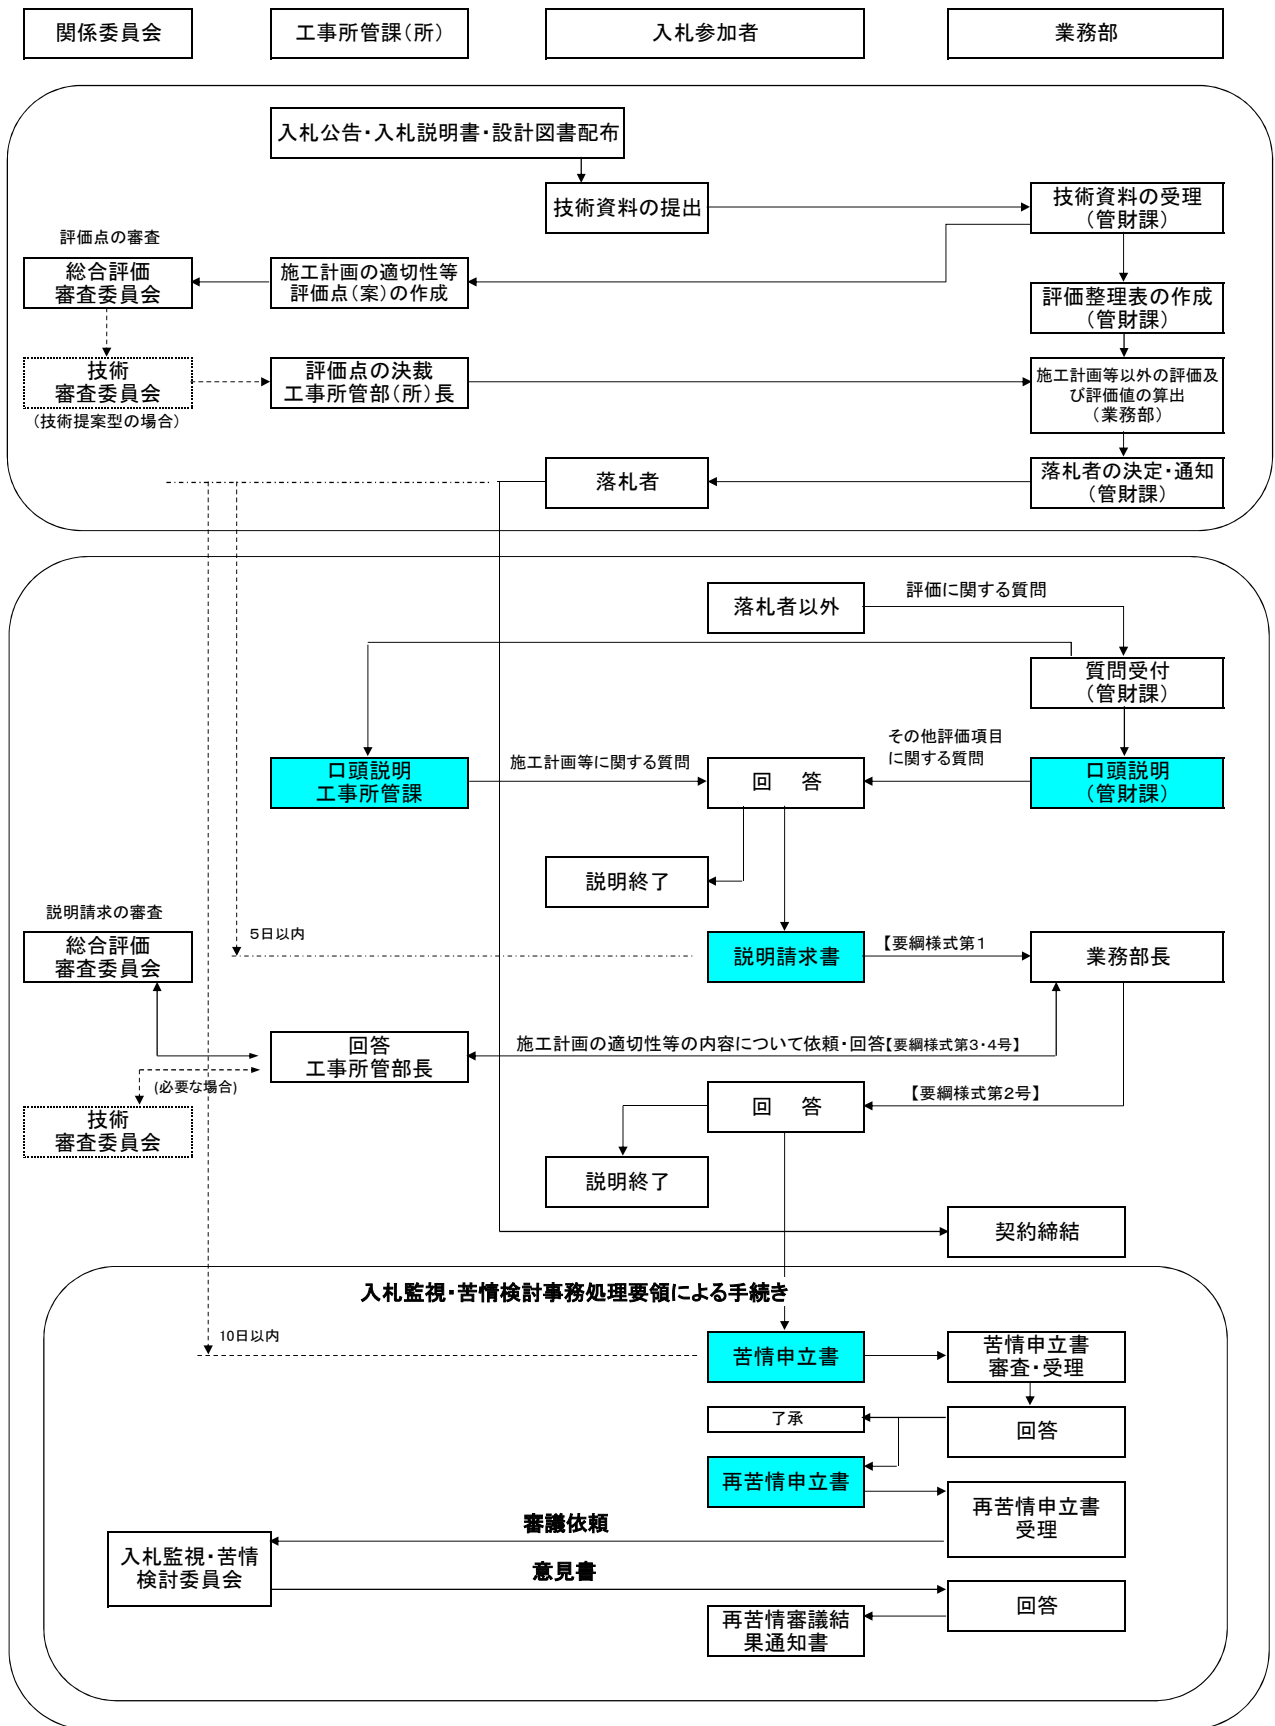 関係委員会
工事所管課(所)
入札参加者
業務部
入札公告・入札説明書・設計図書配布
技術資料の提出
技術資料の受理
(管財課)
評価点の審査
総合評価
審査委員会
施工計画の適切性等
評価点(案)の作成
評価整理表の作成
(管財課)
技術
審査委員会
(技術提案型の場合)
評価点の決裁
工事所管部(所)長
施工計画等以外の評価及
び評価値の算出
(業務部)
落札者
落札者の決定・通知
(管財課)
落札者以外
評価に関する質問
質問受付
(管財課)
口頭説明
工事所管課
施工計画等に関する質問
回　答
その他評価項目
に関する質問
口頭説明
(管財課)
説明終了
説明請求の審査
総合評価
審査委員会
5日以内
説明請求書
【要綱様式第1
業務部長
回答
工事所管部長
施工計画の適切性等の内容について依頼・回答【要綱様式第3・4号】
(必要な場合)
技術
審査委員会
回　答
【要綱様式第2号】
説明終了
契約締結
入札監視・苦情検討事務処理要領による手続き
10日以内
苦情申立書
苦情申立書
審査・受理
了承
回答
再苦情申立書
再苦情申立書
受理
審議依頼
入札監視・苦情
検討委員会
意見書
回答
再苦情審議結
果通知書